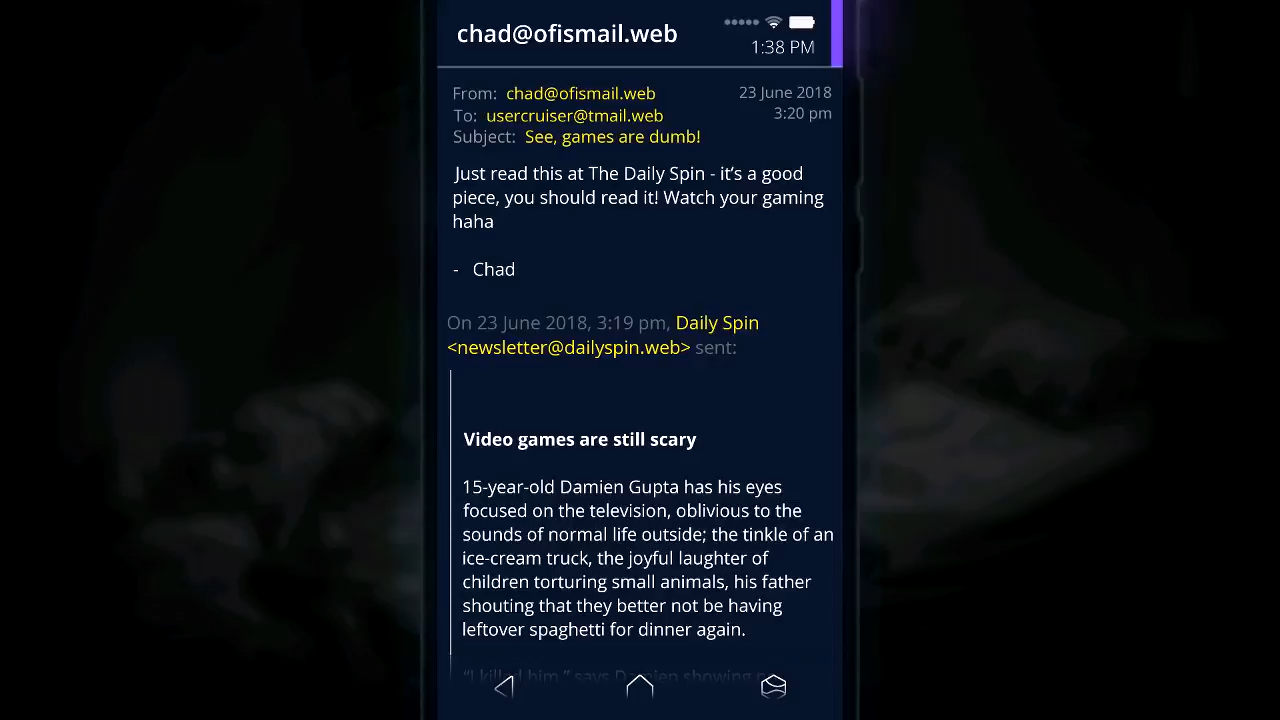 chad@ofismail.web
1:38 PM
From: chad@ofismail.web
23 June 2018
To: usercruiser@tmail.web
3:20 pm
Subject: See, games are dumb!
Just read this at The Daily Spin - it’s a good
piece, you should read it! Watch your gaming
haha
- Chad
On 23 June 2018, 3:19 pm, Daily Spin
<newsletter@dailyspin.web> sent:
Video games are still scary
15-year-old Damien Gupta has his eyes
focused on the television, oblivious to the
sounds of normal life outside; the tinkle of an
ice-cream truck, the joyful laughter of
children torturing small animals, his father
shouting that they better not be having
leftover spaghetti for dinner again.
“I killed him,” says Damien showing